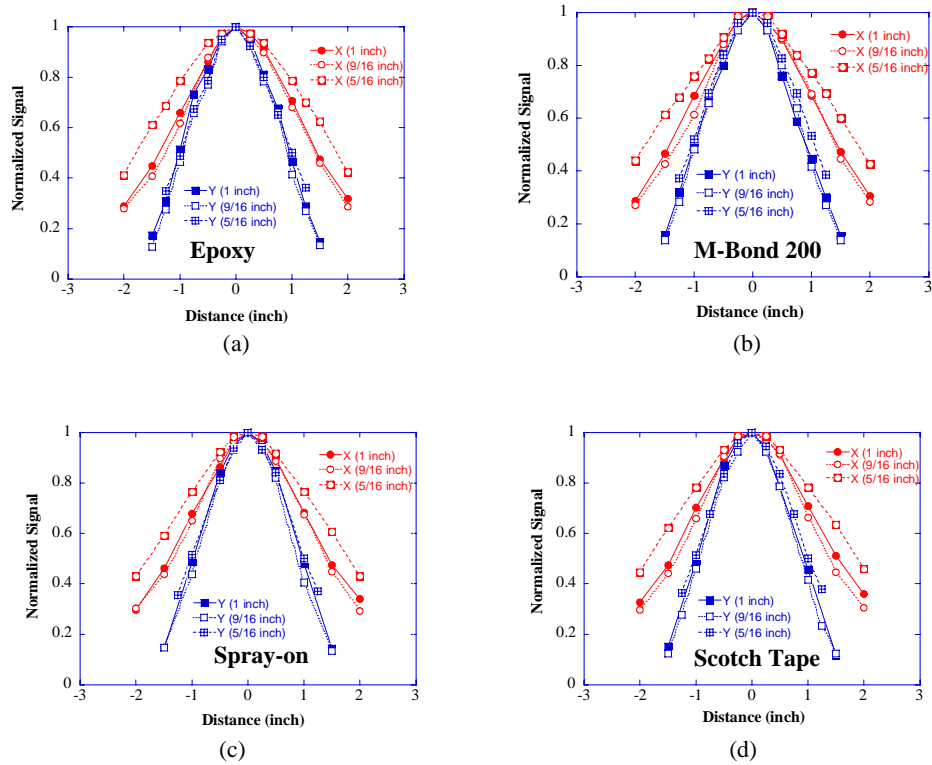 1
0.8
0.6
0.4
0.2
0
Normalized Signal
X (1 inch)
X (9/16 inch)
X (5/16 inch)
Y (1 inch)
Y (9/16 inch)
Y (5/16 inch)
Epoxy
-3 -2 -1 0 1 2 3
Distance (inch)
(a)
1
0.8
0.6
0.4
0.2
0
Normalized Signal
X (1 inch)
X (9/16 inch)
X (5/16 inch)
Y (1 inch)
Y (9/16 inch)
Y (5/16 inch)
M-Bond 200
-3 -2 -1 0 1 2 3
Distance (inch)
(b)
1
0.8
0.6
0.4
0.2
0
Normalized Signal
X (1 inch)
X (9/16 inch)
X (5/16 inch)
Y (1 inch)
Y (9/16 inch)
Y (5/16 inch)
Spray-on
-3 -2 -1 0 1 2 3
Distance (inch)
(c)
1
0.8
0.6
0.4
0.2
0
Normalized Signal
X (1 inch)
X (9/16 inch)
X (5/16 inch)
Y (1 inch)
Y (9/16 inch)
Y (5/16 inch)
Scotch Tape
-3 -2 -1 0 1 2 3
Distance (inch)
(d)